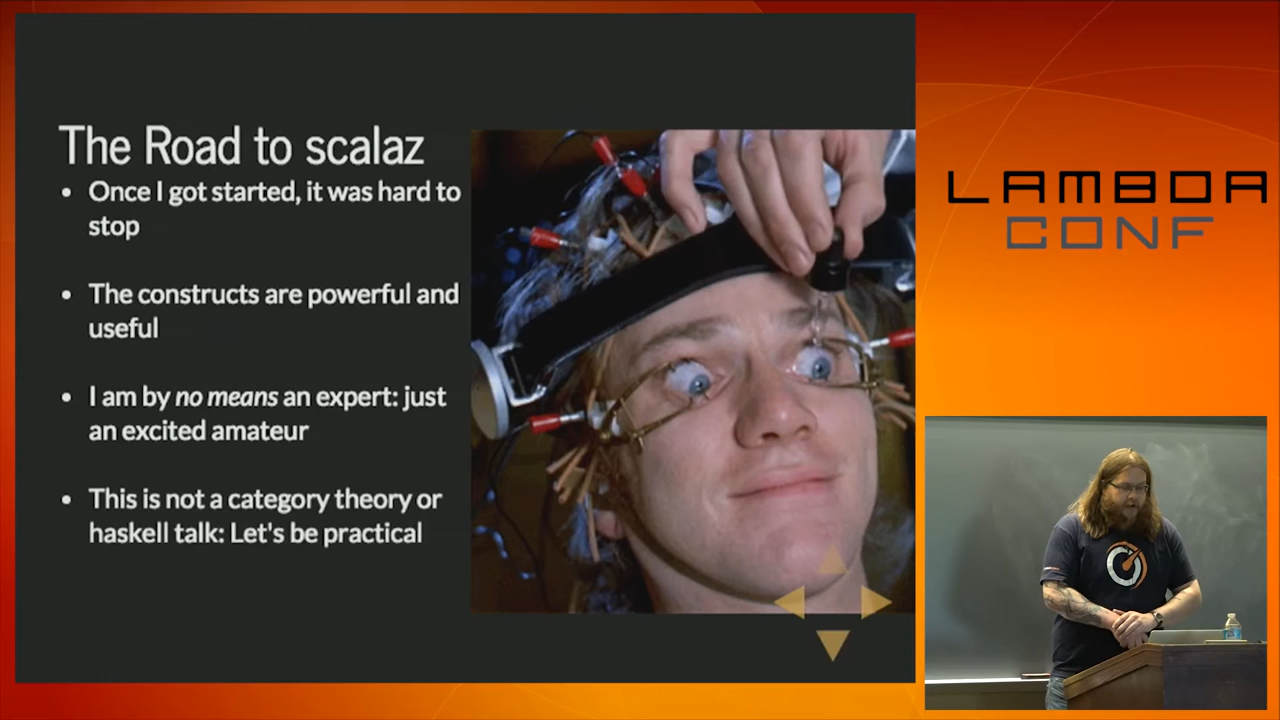 The Road to scalaz
• Once I got started, it was hard to
stop
• The constructs are powerful and
useful
• I am by no means an expert: just
an excited amateur
• This is not a category theory or
haskell talk: Let's be practical
LAMBDA
CONF